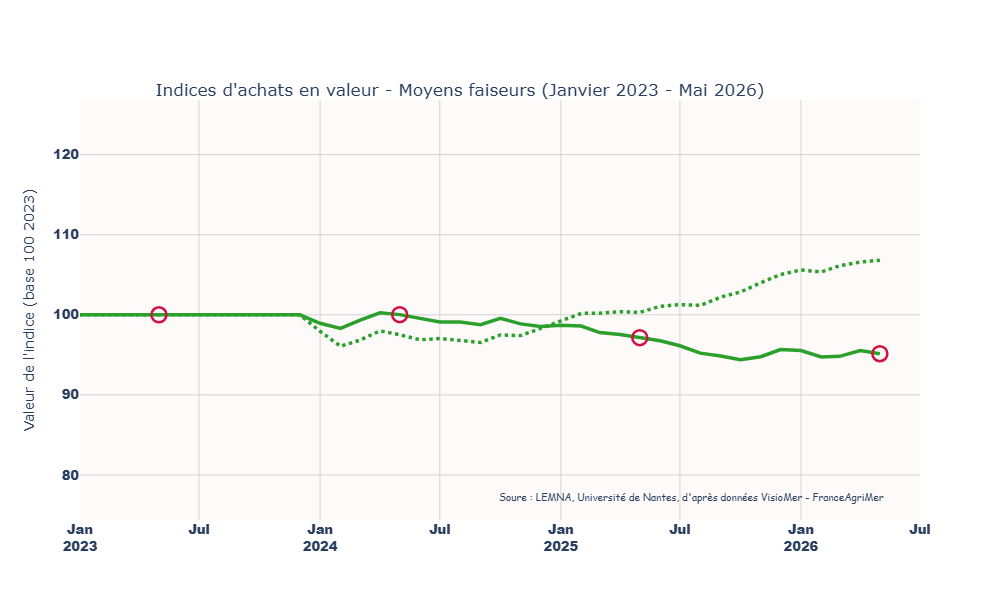 Indices d'achats en valeur - Moyens faiseurs (Janvier 2023 - Mai 2026)
Valeur de l'indice (base 100 2023)
120
110
100
90
80
Soure : LEMNA, Université de Nantes, d'après données VisioMer - FranceAgriMer
Jan Jul Jan Jul Jan Jul Jan Jul
2023 2024 2025 2026